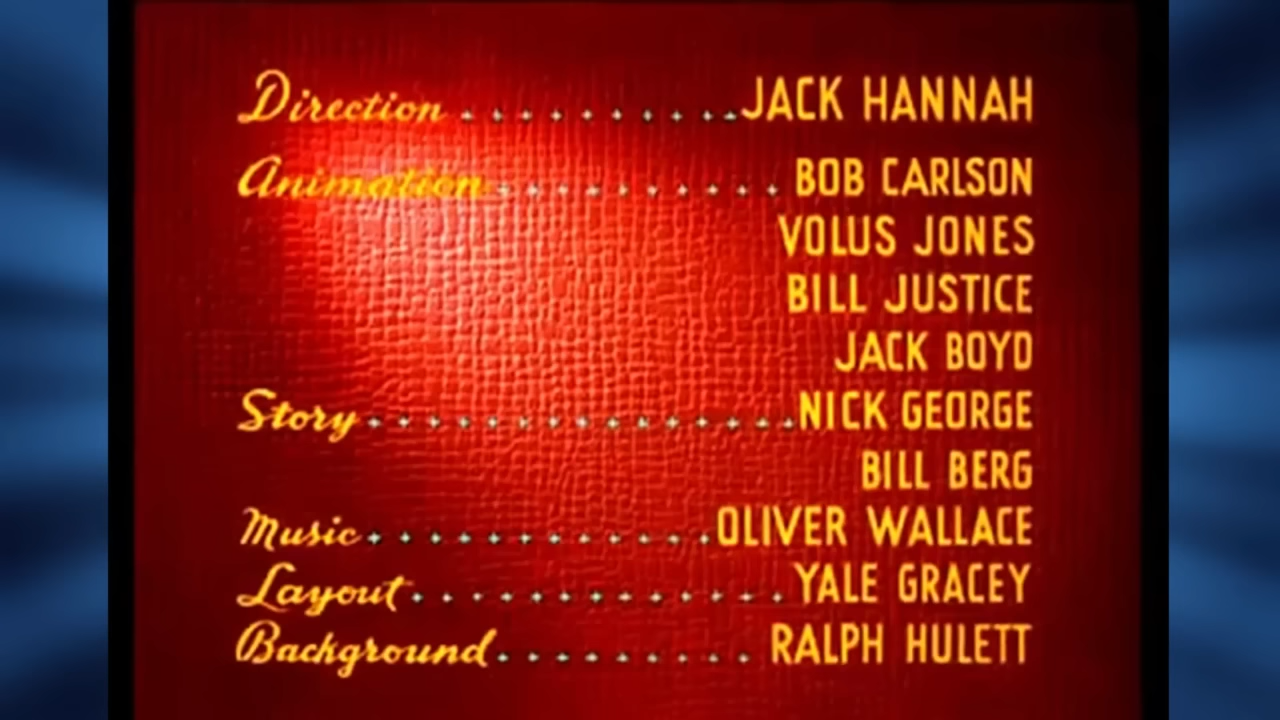 Direction..........JACK HANNAH
Animation..........BOB CARLSON
VOLUS JONES
BILL JUSTICE
JACK BOYD
Story...............NICK GEORGE
BILL BERG
Music............OLIVER WALLACE
Layout.............YALE GRACEY
Background.........RALPH HULETT